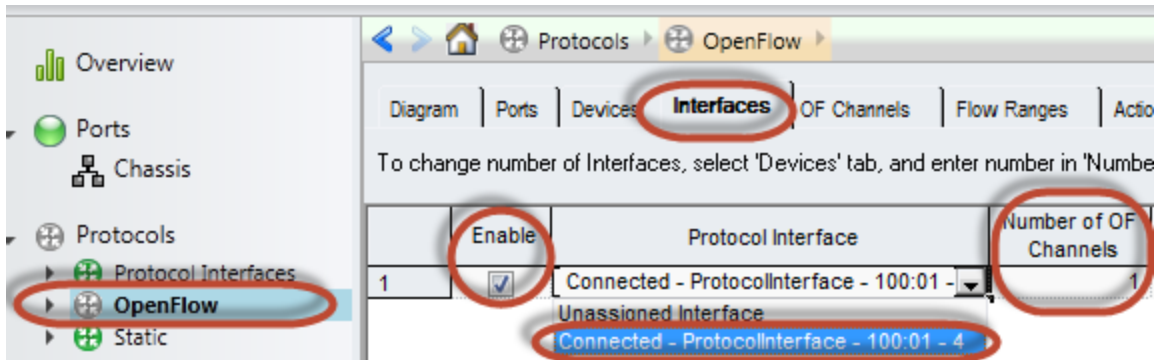 Overview
Ports
Chassis
Protocols
Protocol Interfaces
OpenFlow
Static
Protocols OpenFlow
Diagram Ports Devices Interfaces OF Channels Flow Ranges Actio
To change number of Interfaces, select 'Devices' tab, and enter number in 'Numbe
Enable Protocol Interface Number of OF Channels
1 Connected - ProtocolInterface - 100:01 - 1
Unassigned Interface
Connected - ProtocolInterface - 100:01 - 4